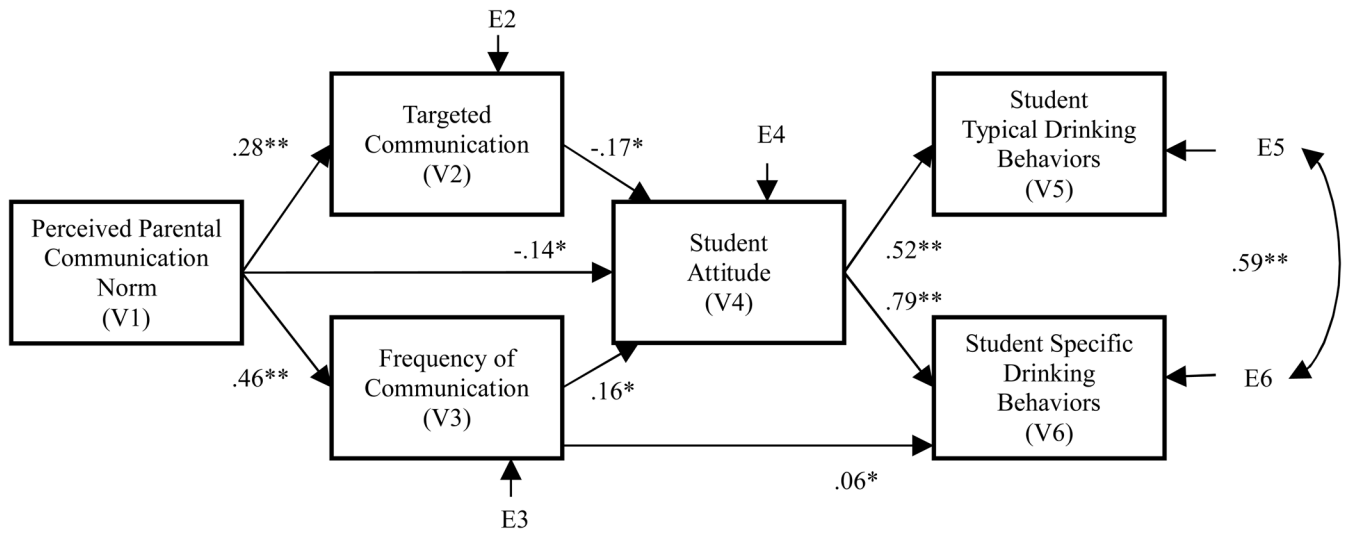 E2
Targeted
Communication
(V2)
.28**
-.17*
E4
Student
Typical Drinking
Behaviors
(V5)
E5
Perceived Parental
Communication
Norm
(V1)
-.14*
Student
Attitude
(V4)
.52**
.79**
.59**
Frequency of
Communication
(V3)
.46**
.16*
Student Specific
Drinking
Behaviors
(V6)
E6
.06*
E3